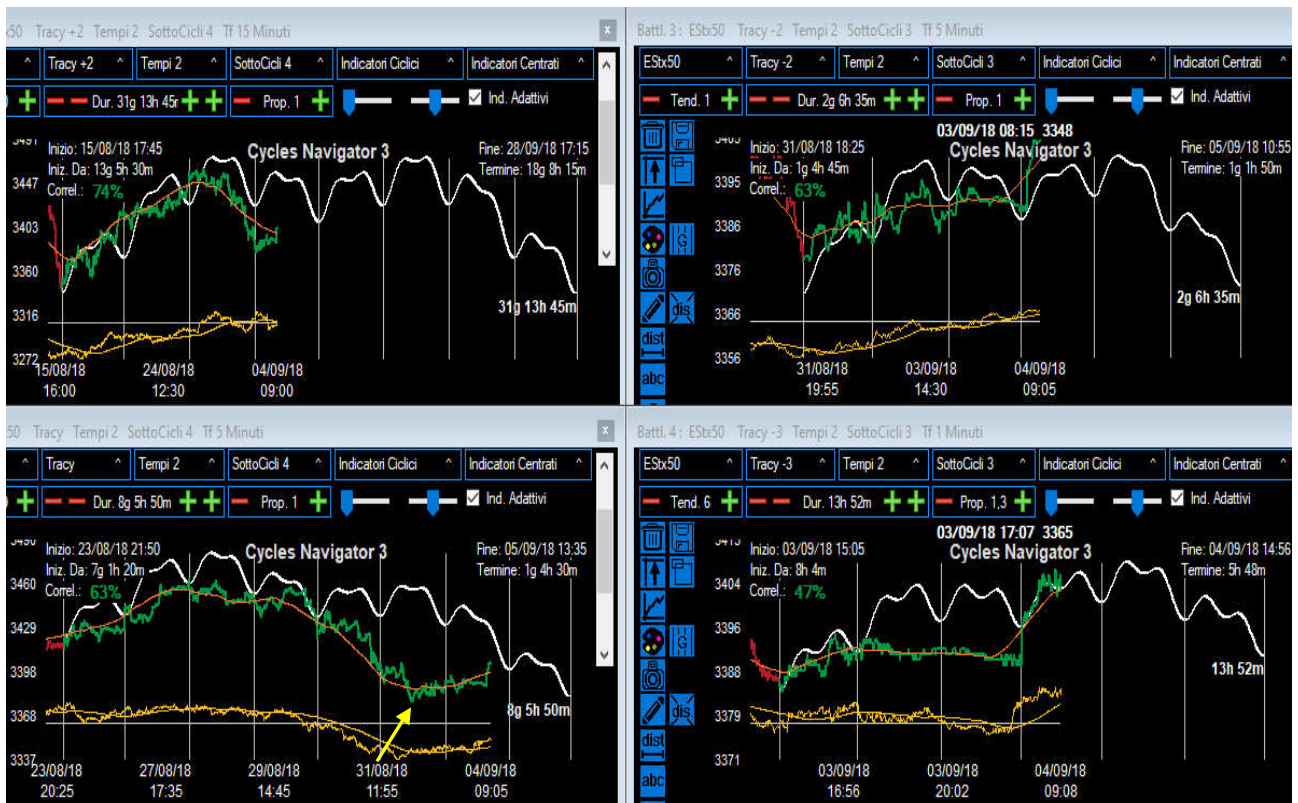 x50 Tracy +2 Tempi 2 SottoCicli 4 Tf 15 Minuti x
^ Tracy +2 ^ Tempi 2 ^ SottoCicli 4 ^ Indicatori Ciclici ^ Indicatori Centrati ^
Dur. 31g 13h 45r Prop. 1 Ind. Adattivi
Inizio: 15/08/18 17:45 Cycles Navigator 3 Fine: 28/09/18 17:15
Iniz. Da: 13g 5h 30m Termine: 18g 8h 15m
Correl.: 74%
3491
3447
3403
3360
3316
3272
31g 13h 45m
15/08/18 24/08/18 04/09/18
16:00 12:30 09:00
Battl. 3 : EStx50 Tracy -2 Tempi 2 SottoCicli 3 Tf 5 Minuti
EStx50 ^ Tracy -2 ^ Tempi 2 ^ SottoCicli 3 ^ Indicatori Ciclici ^ Indicatori Centrati ^
Tend. 1 Dur. 2g 6h 35m Prop. 1 Ind. Adattivi
03/09/18 08:15 3348
Inizio: 31/08/18 18:25 Cycles Navigator 3 Fine: 05/09/18 10:55
Iniz. Da: 1g 4h 45m Termine: 1g 1h 50m
Correl.: 63%
3405
3395
3386
3376
3366
3356
G
dis
dist
abc
2g 6h 35m
31/08/18 03/09/18 04/09/18
19:55 14:30 09:05
x50 Tracy Tempi 2 SottoCicli 4 Tf 5 Minuti x
^ Tracy ^ Tempi 2 ^ SottoCicli 4 ^ Indicatori Ciclici ^ Indicatori Centrati ^
Dur. 8g 5h 50m Prop. 1 Ind. Adattivi
Inizio: 23/08/18 21:50 Cycles Navigator 3 Fine: 05/09/18 13:35
Iniz. Da: 7g 1h 20m Termine: 1g 4h 30m
Correl.: 63%
3490
3460
3429
3398
3368
3337
8g 5h 50m
23/08/18 27/08/18 29/08/18 31/08/18 04/09/18
20:25 17:35 14:45 11:55 09:05
Battl. 4 : EStx50 Tracy -3 Tempi 2 SottoCicli 3 Tf 1 Minuti
EStx50 ^ Tracy -3 ^ Tempi 2 ^ SottoCicli 3 ^ Indicatori Ciclici ^ Indicatori Centrati ^
Tend. 6 Dur. 13h 52m Prop. 1,3 Ind. Adattivi
03/09/18 17:07 3365
Inizio: 03/09/18 15:05 Cycles Navigator 3 Fine: 04/09/18 14:56
Iniz. Da: 8h 4m Termine: 5h 48m
Correl.: 47%
3413
3404
3396
3388
3379
3371
G
dis
dist
abc
13h 52m
03/09/18 03/09/18 04/09/18
16:56 20:02 09:08